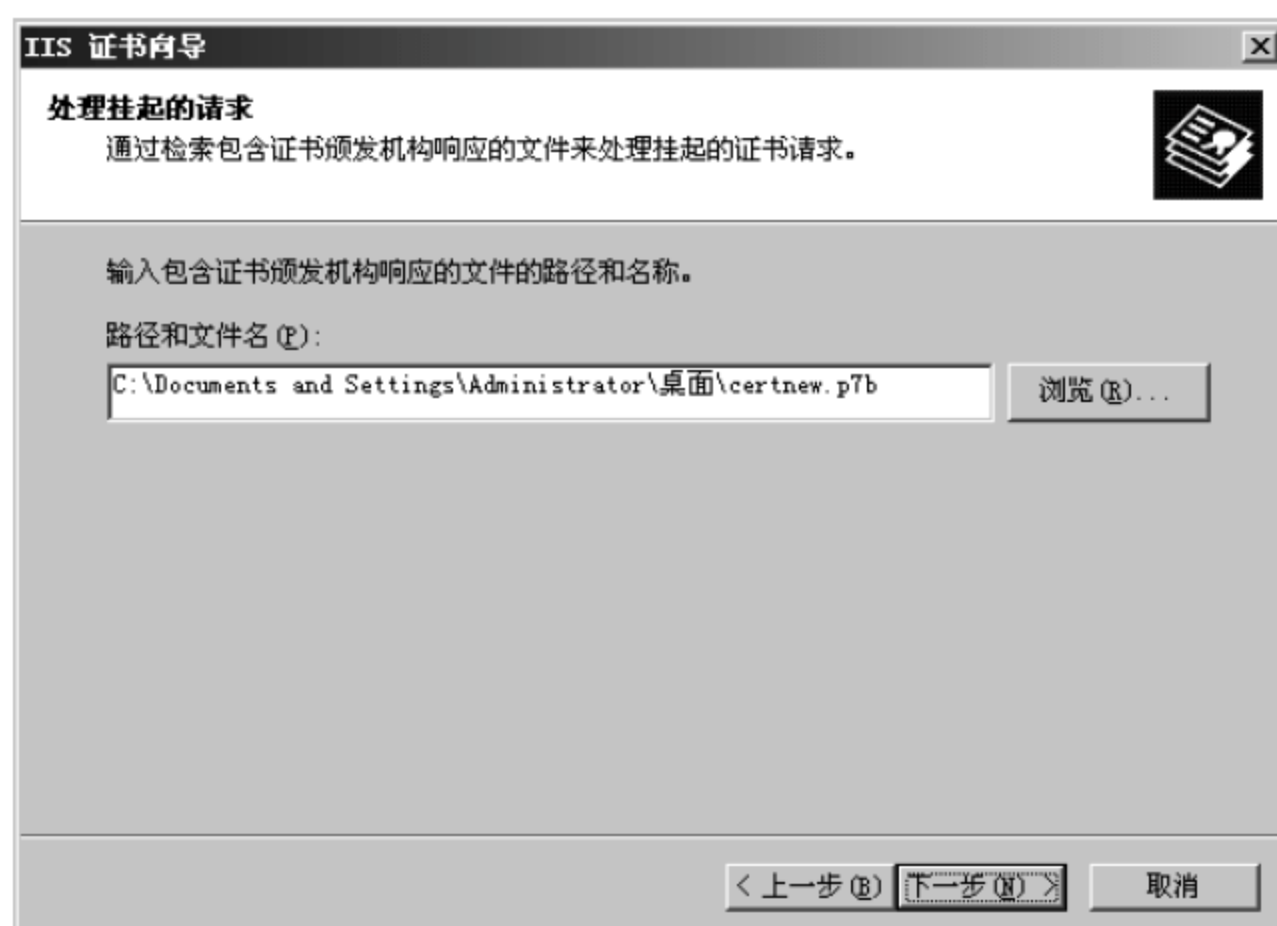 IIS 证书向导
处理挂起的请求
通过检索包含证书颁发机构响应的文件来处理挂起的证书请求。
输入包含证书颁发机构响应的文件的路径和名称。
路径和文件名(P):
C:\Documents and Settings\Administrator\桌面\certnew.p7b
浏览(R)...
< 上一步(B) 下一步(N) > 取消